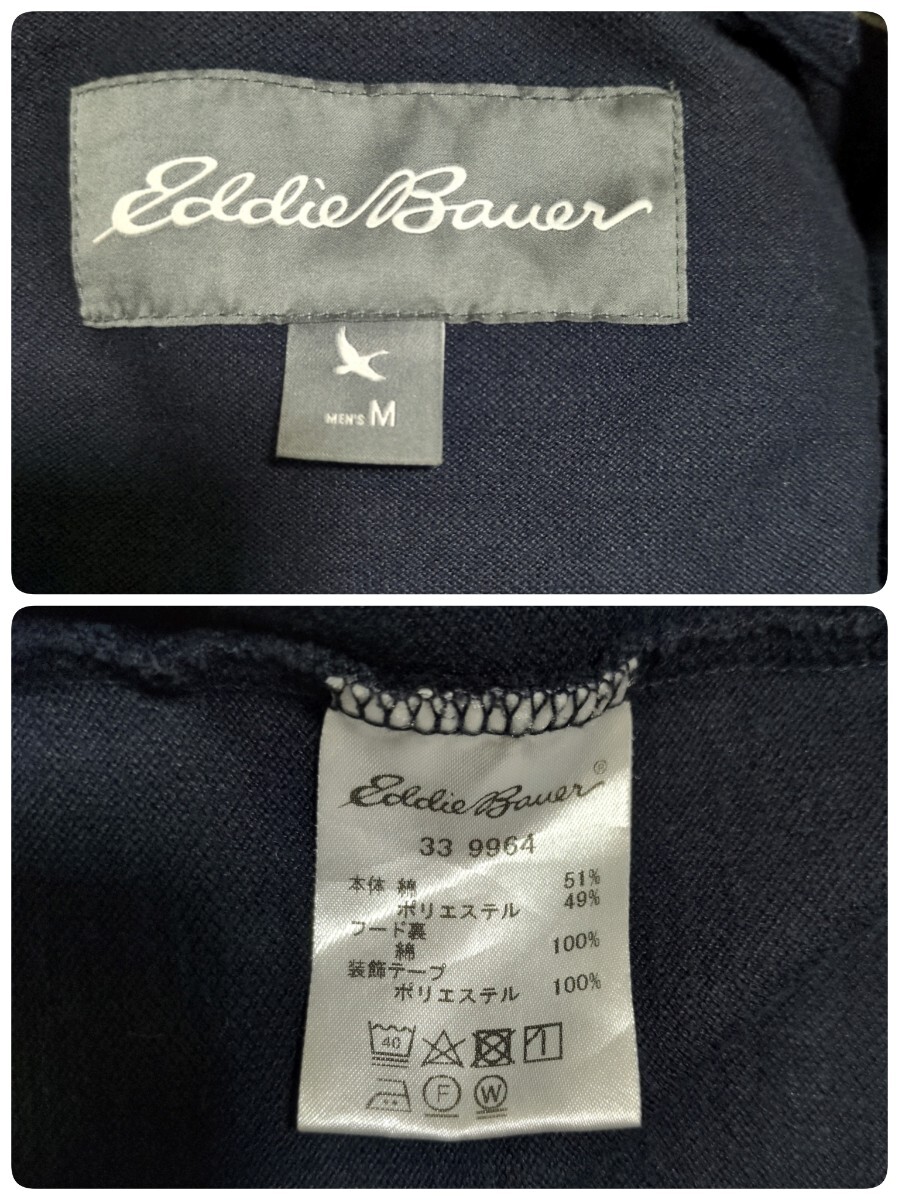 Eddie Bauer
MEN'S M
Eddie Bauer®
33 9964
本体 綿 51%
ポリエステル 49%
フード裏
綿 100%
装飾テープ
ポリエステル 100%
40
F W